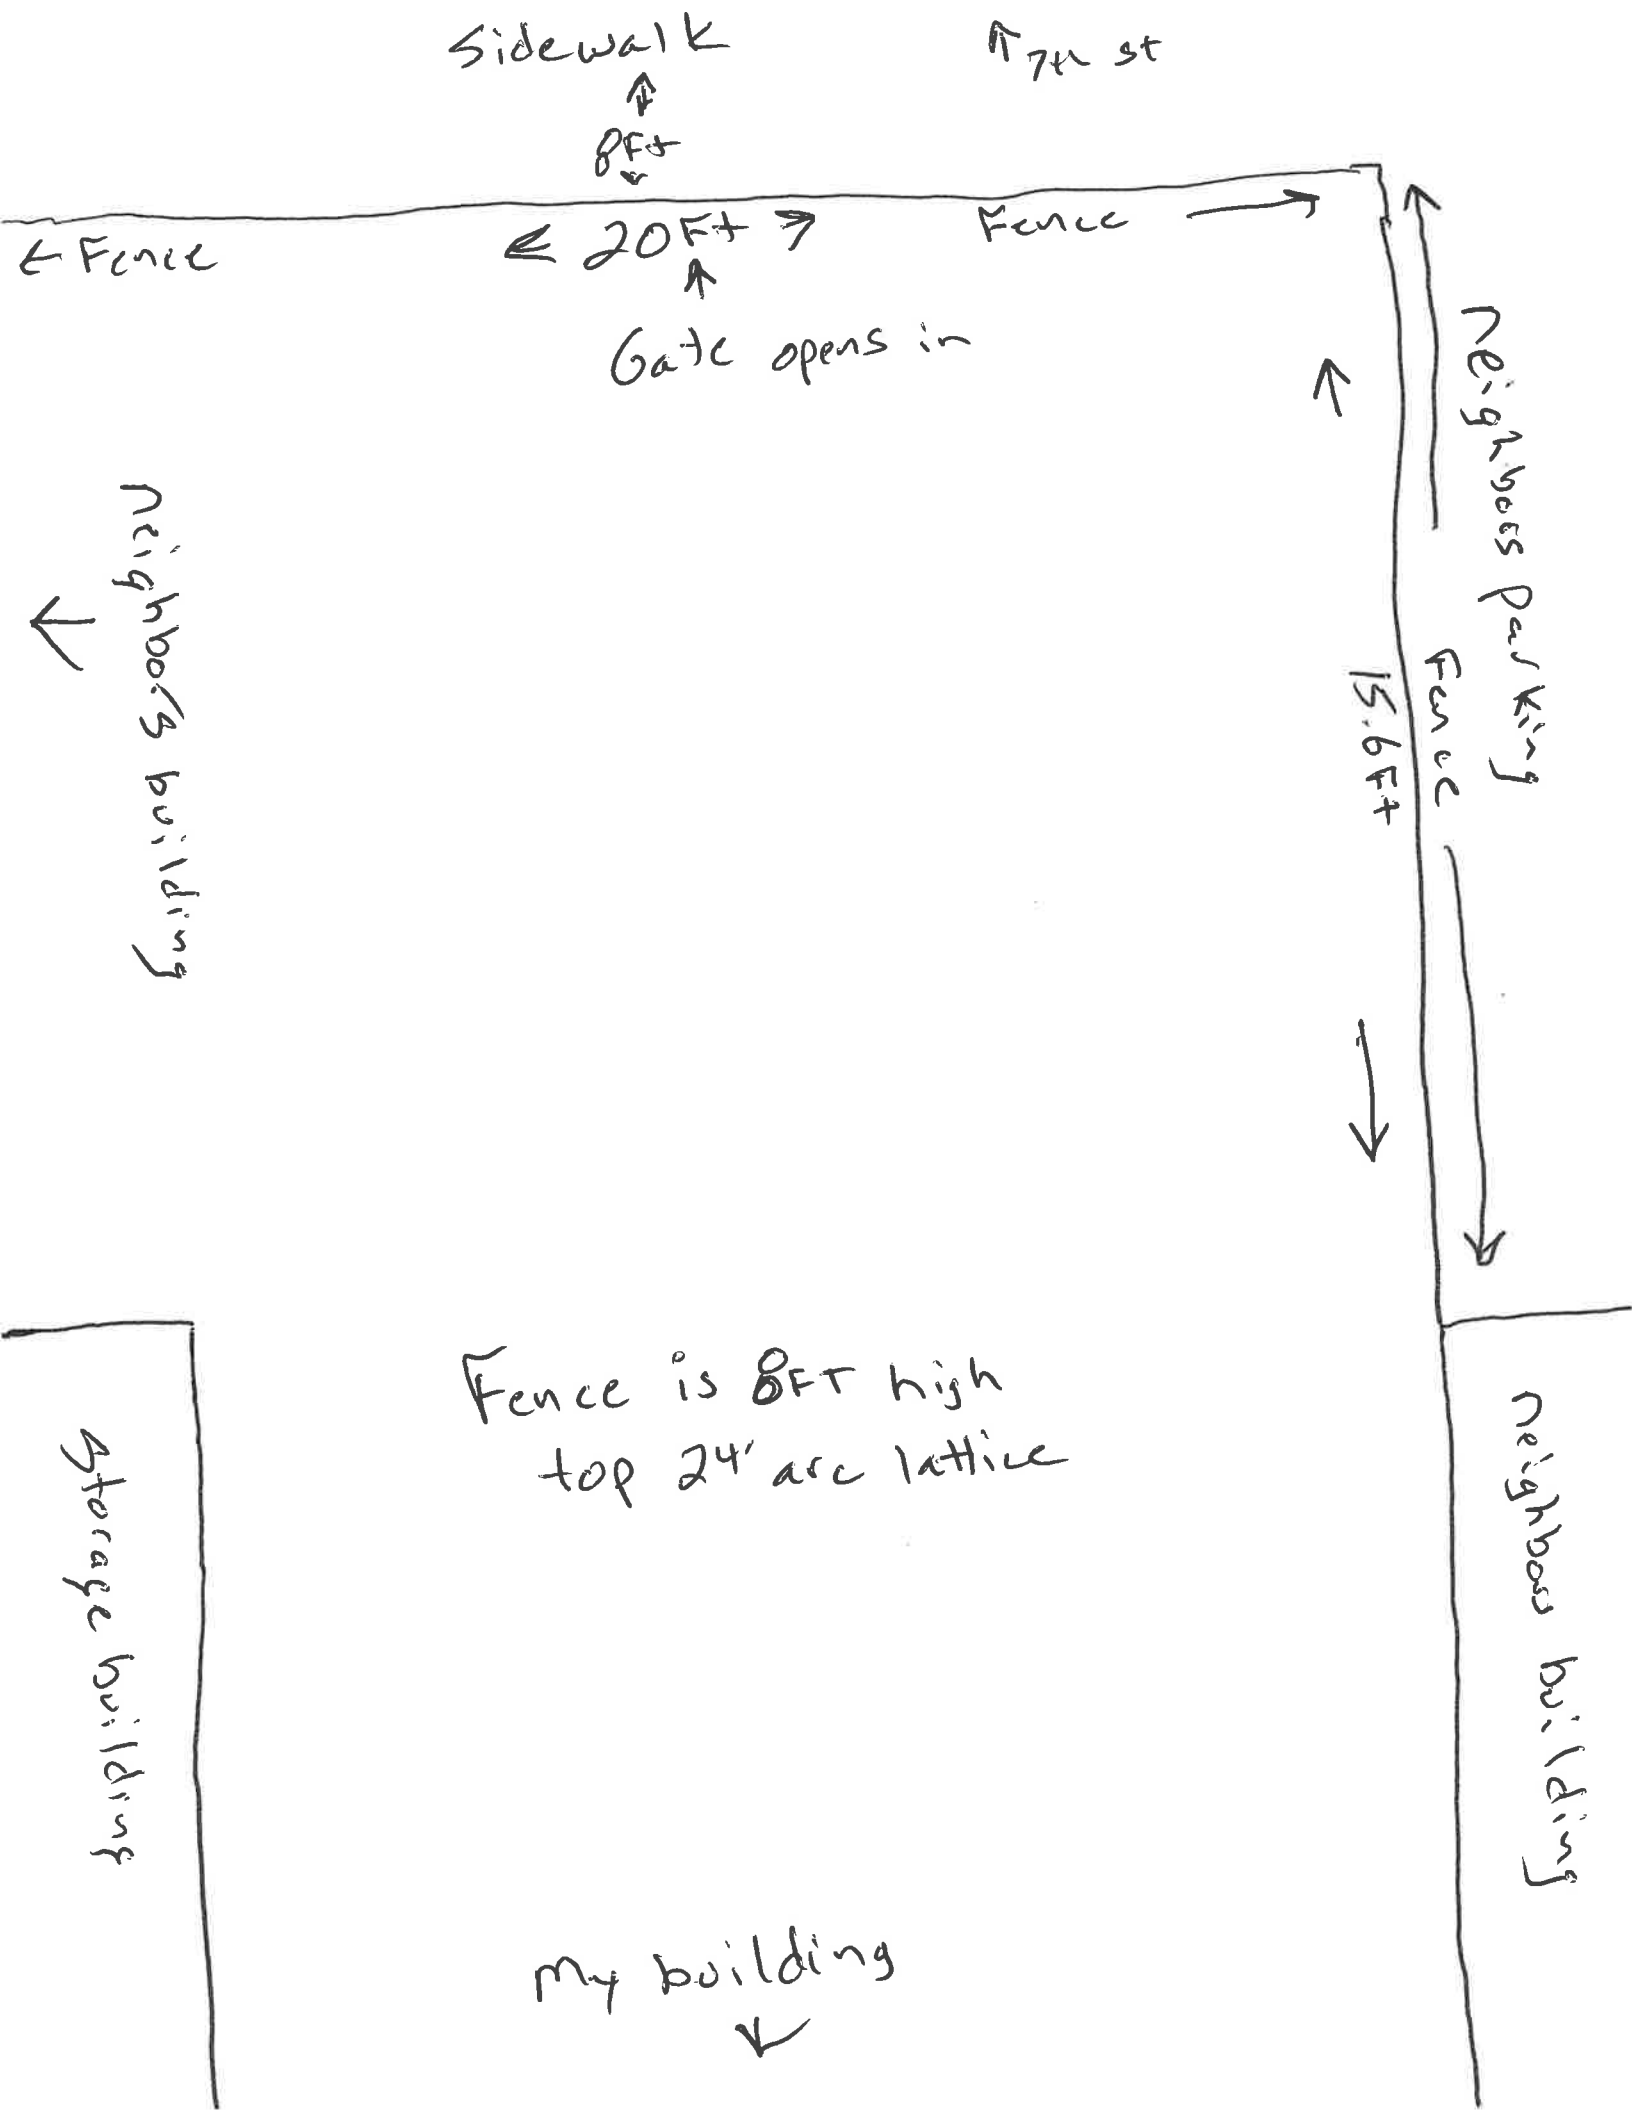 Sidewalk
7th st
8Ft
Fence
20Ft
Fence
Gate opens in
neighbors parking
Fence
15.6Ft
neighbors building
Fence is 8FT high
top 24" are lattice
Storage building
neighbors building
My building